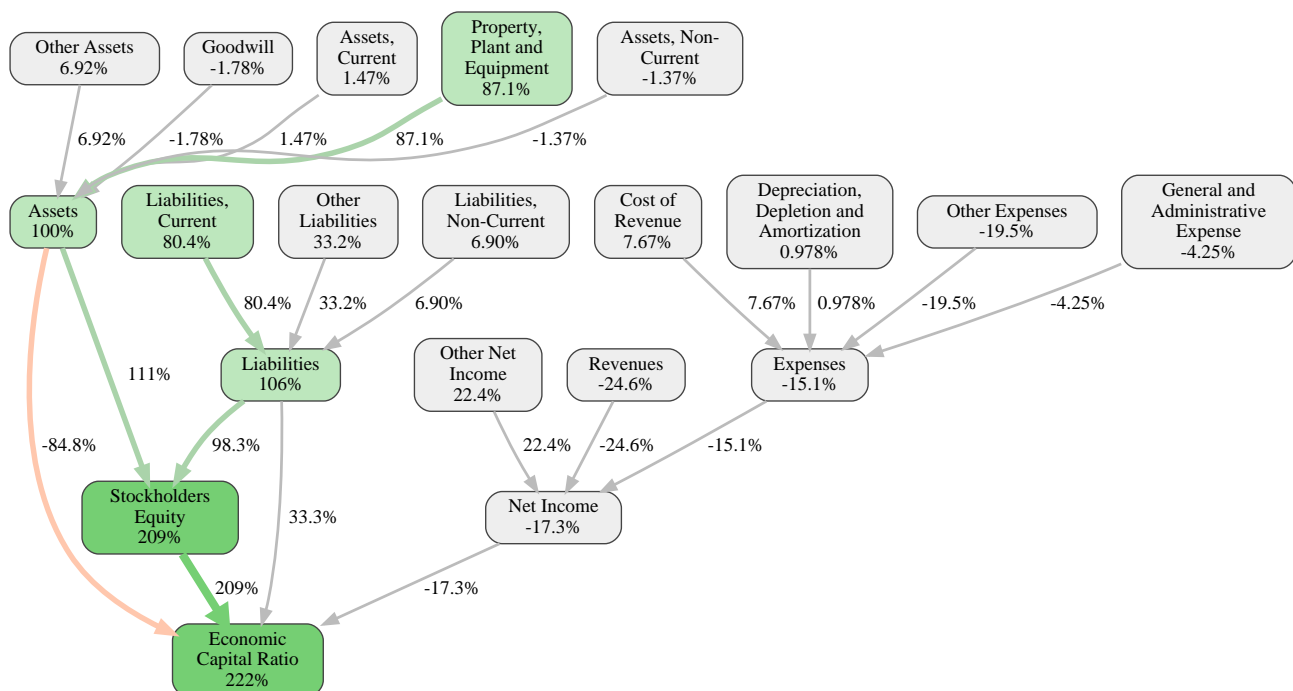 Other Assets
6.92%
Goodwill
-1.78%
Assets,
Current
1.47%
Property,
Plant and
Equipment
87.1%
Assets, Non-
Current
-1.37%
6.92%
-1.78%
1.47%
87.1%
-1.37%
Assets
100%
Liabilities,
Current
80.4%
Other
Liabilities
33.2%
Liabilities,
Non-Current
6.90%
Cost of
Revenue
7.67%
Depreciation,
Depletion and
Amortization
0.978%
Other Expenses
-19.5%
General and
Administrative
Expense
-4.25%
80.4%
33.2%
6.90%
7.67%
0.978%
-19.5%
-4.25%
Liabilities
106%
Other Net
Income
22.4%
Revenues
-24.6%
Expenses
-15.1%
111%
-84.8%
98.3%
22.4%
-24.6%
-15.1%
Stockholders
Equity
209%
33.3%
Net Income
-17.3%
209%
-17.3%
Economic
Capital Ratio
222%